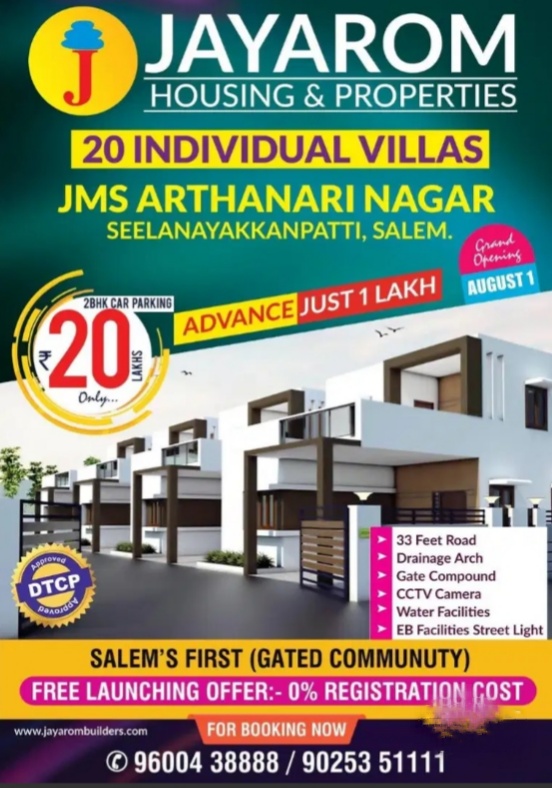 J
JAYAROM
HOUSING & PROPERTIES
20 INDIVIDUAL VILLAS
JMS ARTHANARI NAGAR
SEELANAYAKKANPATTI, SALEM.
Grand
Opening
AUGUST 1
2BHK CAR PARKING
₹20 LAKHS
Only...
ADVANCE JUST 1 LAKH
33 Feet Road
Drainage Arch
Gate Compound
CCTV Camera
Water Facilities
EB Facilities Street Light
Approved
DTCP
Approved
SALEM'S FIRST (GATED COMMUNUTY)
FREE LAUNCHING OFFER:- 0% REGISTRATION COST
www.jayarombuilders.com
FOR BOOKING NOW
96004 38888 / 90253 51111